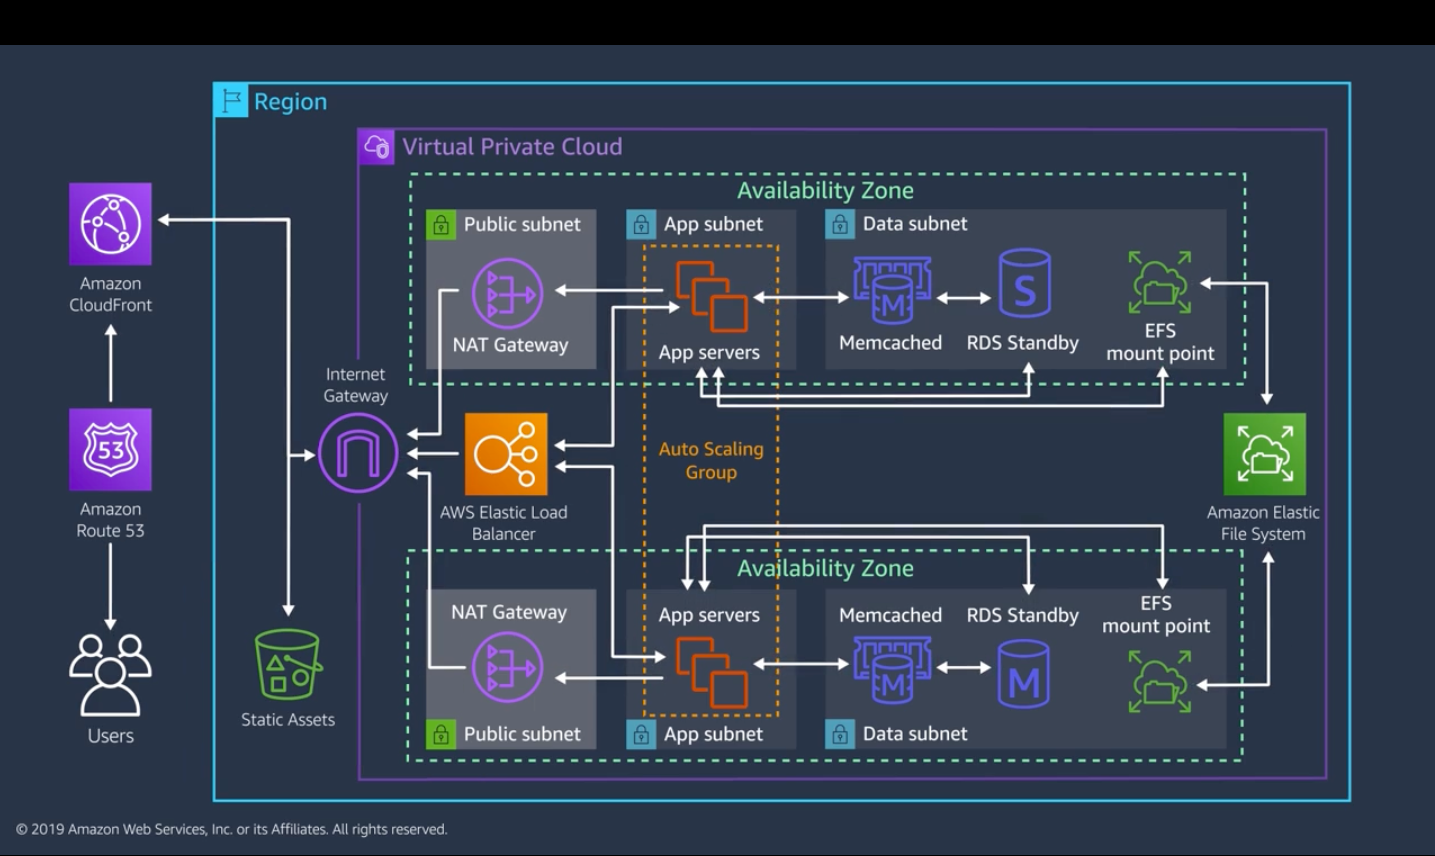 Region
Virtual Private Cloud
Availability Zone
Public subnet
App subnet
Data subnet
Amazon
CloudFront
S
M
NAT Gateway
App servers
Memcached
RDS Standby
EFS
mount point
Internet
Gateway
53
Auto Scaling
Group
Amazon
Route 53
AWS Elastic Load
Balancer
Amazon Elastic
File System
Availability Zone
NAT Gateway
App servers
Memcached
RDS Standby
EFS
mount point
M
M
Static Assets
Users
Public subnet
App subnet
Data subnet
© 2019 Amazon Web Services, Inc. or its Affiliates. All rights reserved.